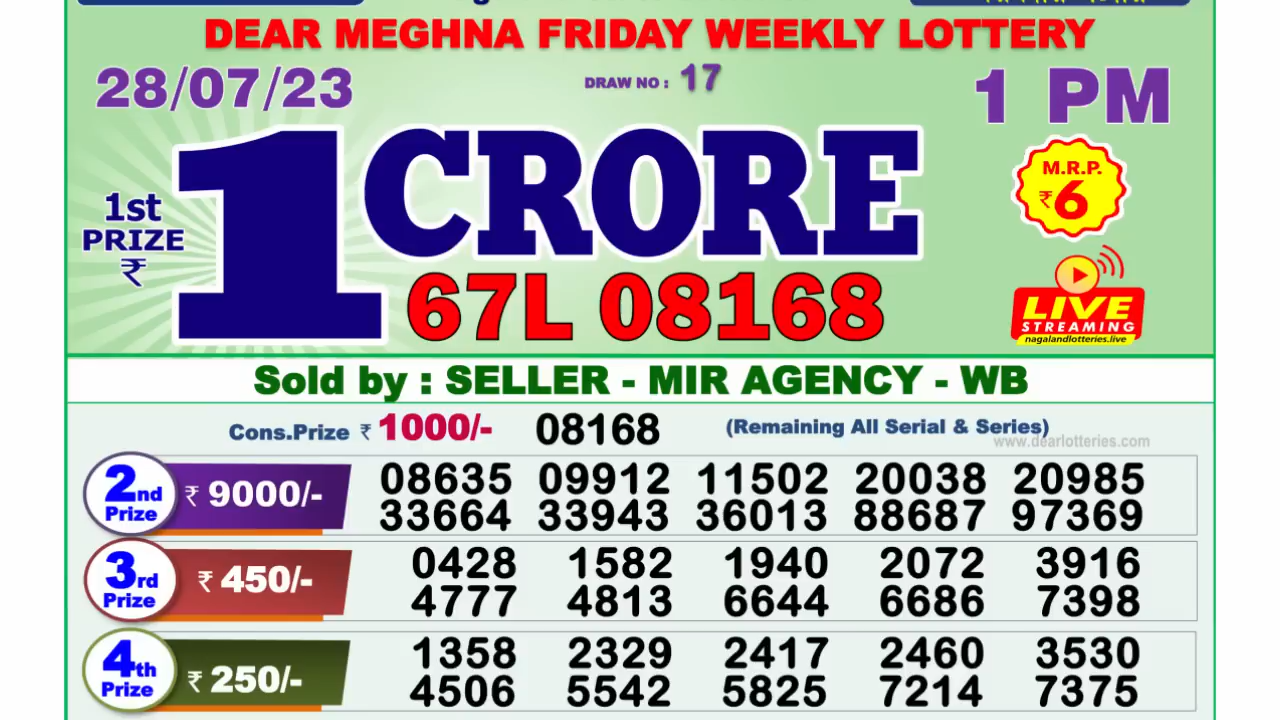 DEAR MEGHNA FRIDAY WEEKLY LOTTERY
28/07/23
DRAW NO : 17
1 PM
1st
PRIZE
₹
1 CRORE
67L 08168
M.R.P.
₹6
LIVE
STREAMING
nagalandlotteries.live
Sold by : SELLER - MIR AGENCY - WB
Cons.Prize ₹ 1000/- 08168 (Remaining All Serial & Series)
www.dearlotteries.com
2nd Prize ₹ 9000/-
08635 09912 11502 20038 20985
33664 33943 36013 88687 97369
3rd Prize ₹ 450/-
0428 1582 1940 2072 3916
4777 4813 6644 6686 7398
4th Prize ₹ 250/-
1358 2329 2417 2460 3530
4506 5542 5825 7214 7375